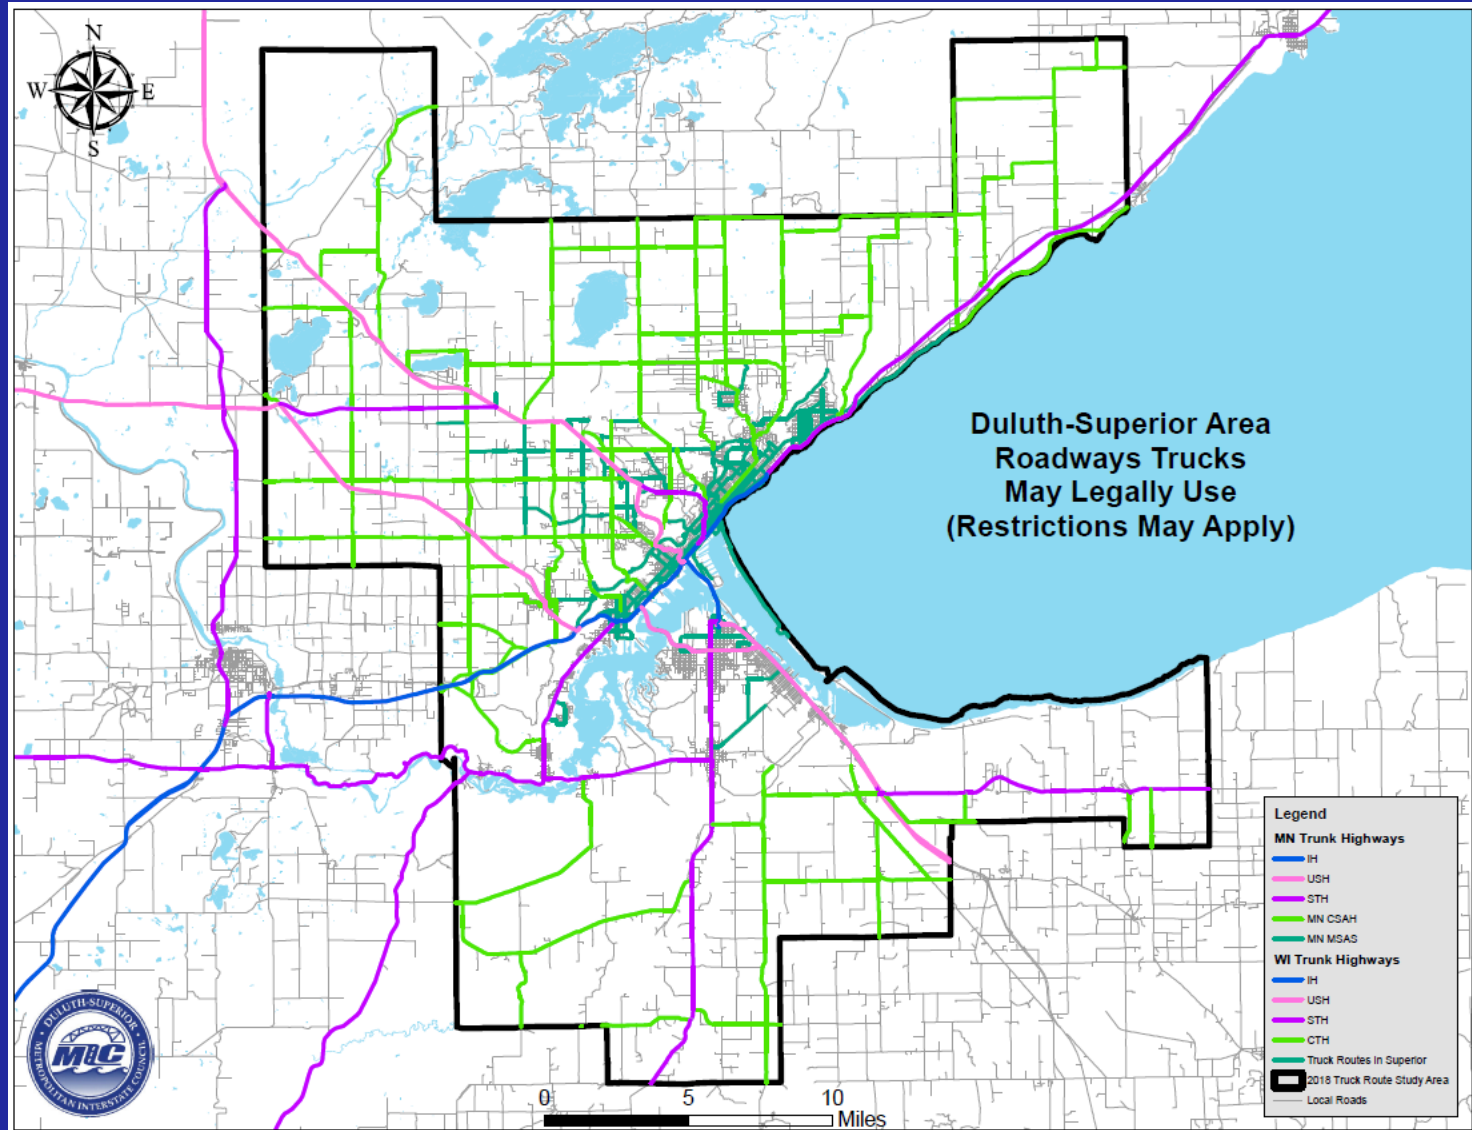 N
W
E
S
Duluth-Superior Area
Roadways Trucks
May Legally Use
(Restrictions May Apply)
Legend
MN Trunk Highways
IH
USH
STH
MN CSAH
MN MSAS
WI Trunk Highways
IH
USH
STH
CTH
Truck Routes in Superior
2018 Truck Route Study Area
Local Roads
DULUTH-SUPERIOR
MIC
METROPOLITAN INTERSTATE COUNCIL
0 5 10
Miles